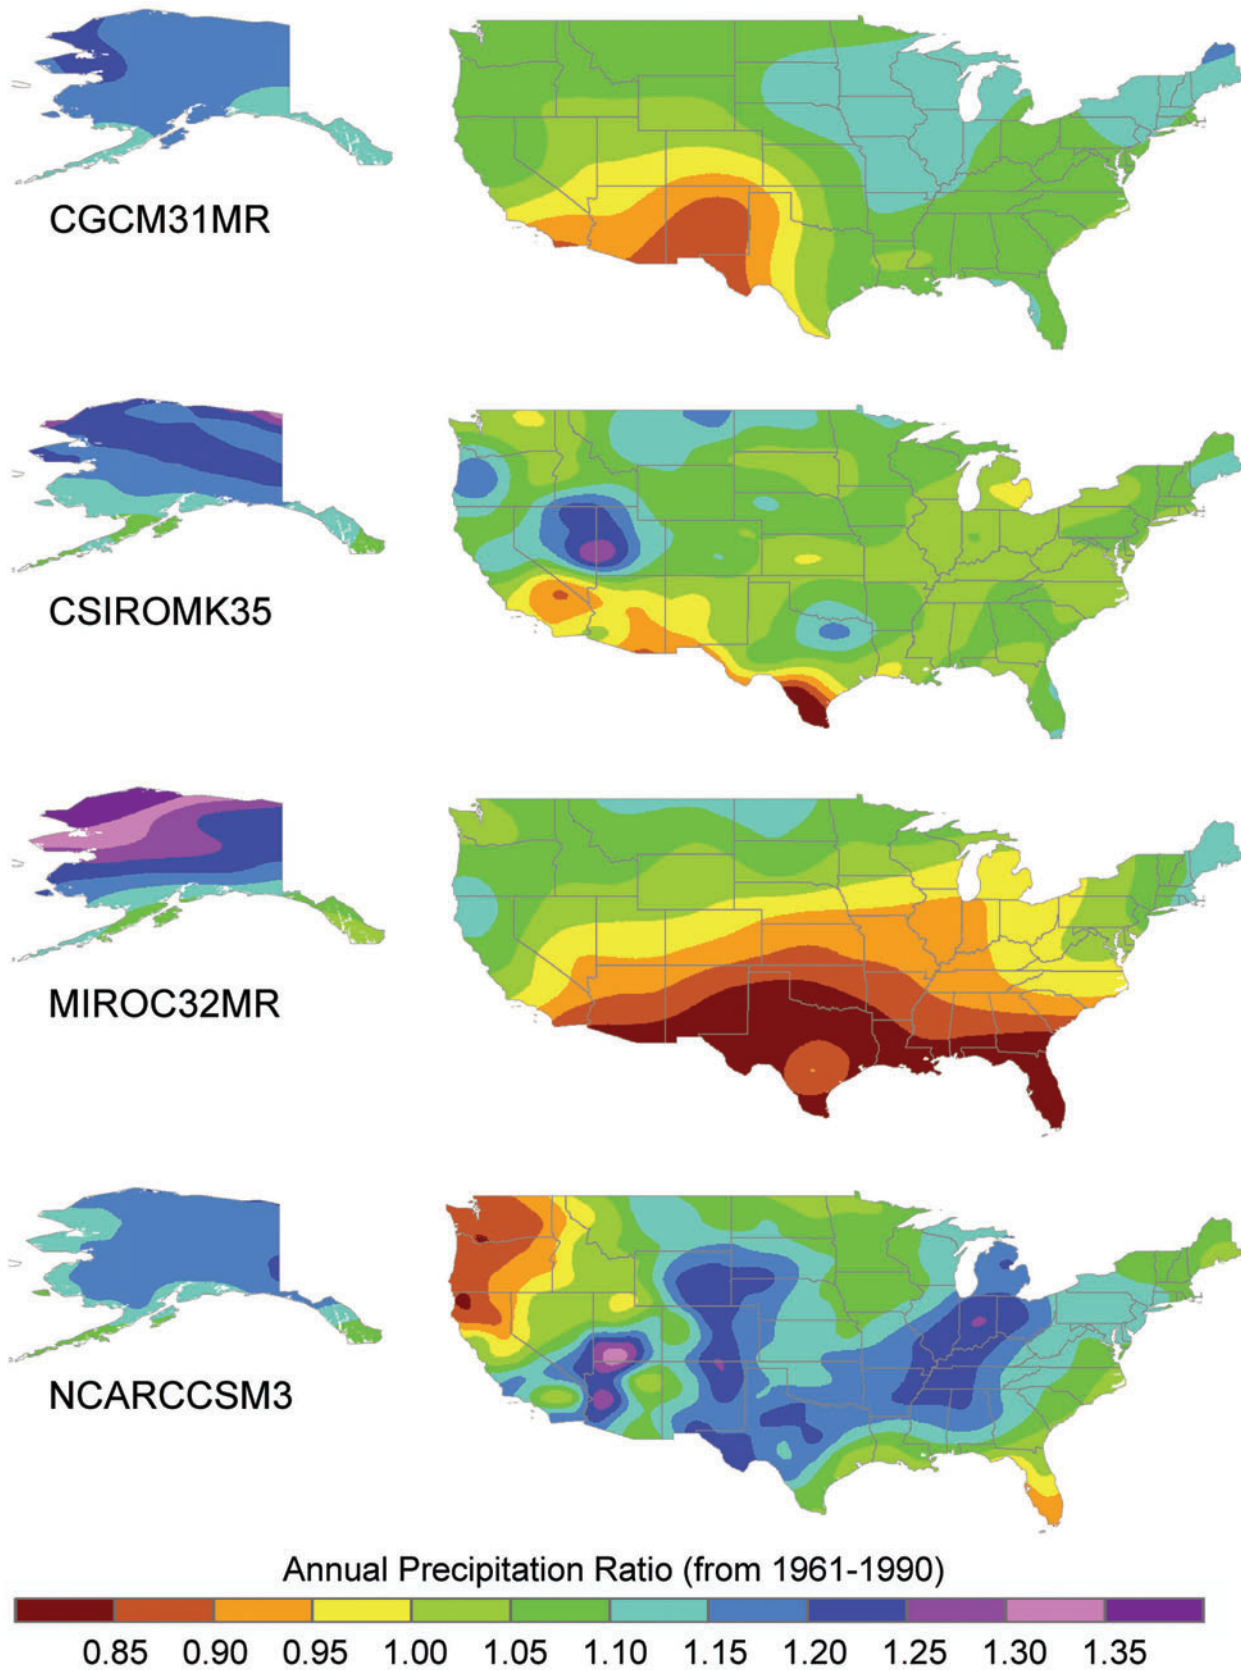 CGCM31MR
CSIROMK35
MIROC32MR
NCARCCSM3
Annual Precipitation Ratio (from 1961-1990)
0.85 0.90 0.95 1.00 1.05 1.10 1.15 1.20 1.25 1.30 1.35